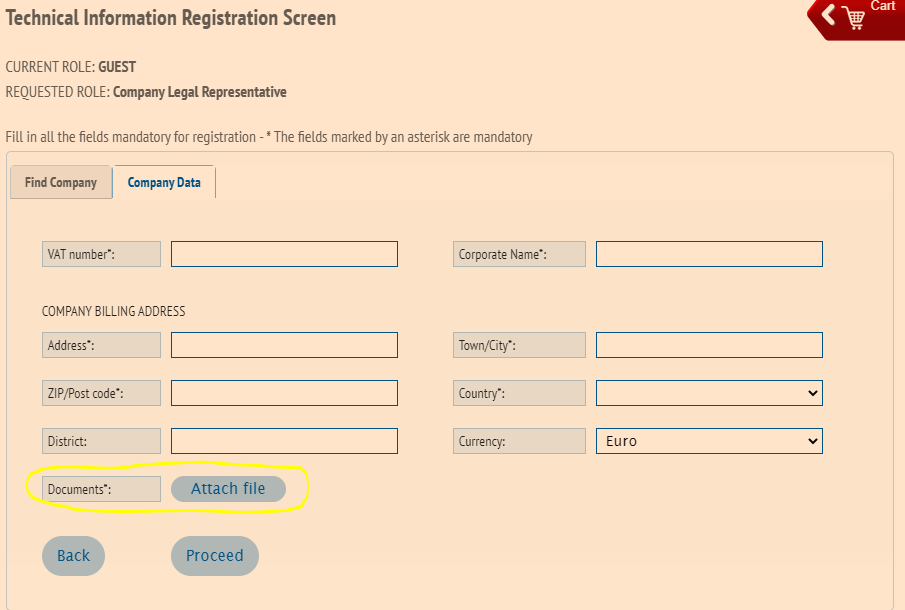 Technical Information Registration Screen
Cart
CURRENT ROLE: GUEST
REQUESTED ROLE: Company Legal Representative
Fill in all the fields mandatory for registration - * The fields marked by an asterisk are mandatory
Find Company
Company Data
VAT number*:
Corporate Name*:
COMPANY BILLING ADDRESS
Address*:
Town/City*:
ZIP/Post code*:
Country*:
District:
Currency:
Euro
Documents*:
Attach file
Back
Proceed